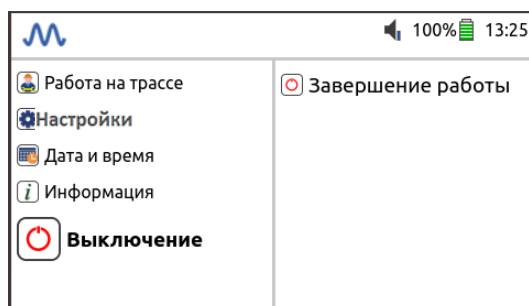 100% 13:25
Работа на трассе
Настройки
Дата и время
i Информация
Выключение
Завершение работы